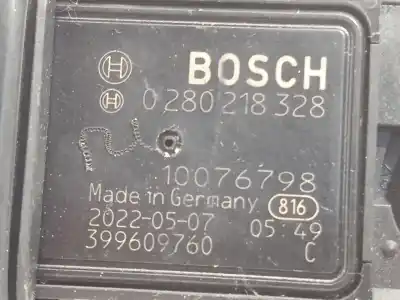 BOSCH
0 280 218 328
10076798
Made in Germany 816
2022-05-07 05:49
399609760 C